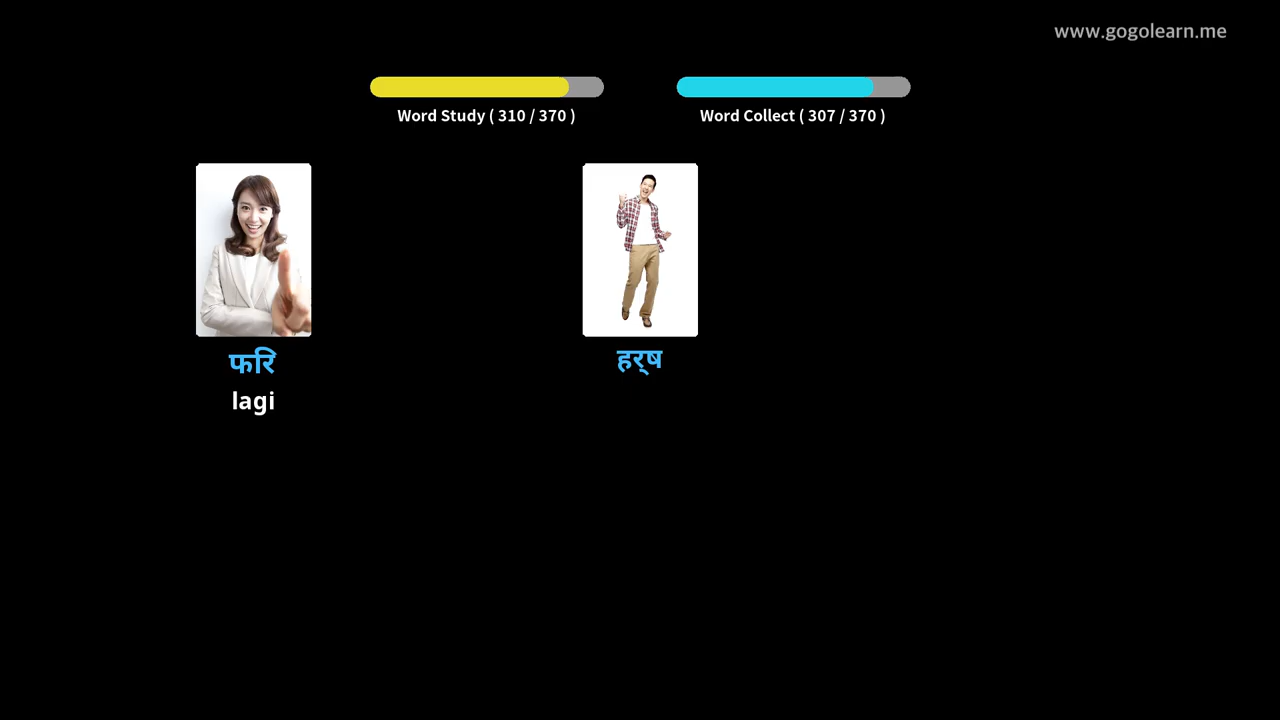 www.gogolearn.me
Word Study ( 310 / 370 )
Word Collect ( 307 / 370 )
फरि
हर्‌ष
lagi